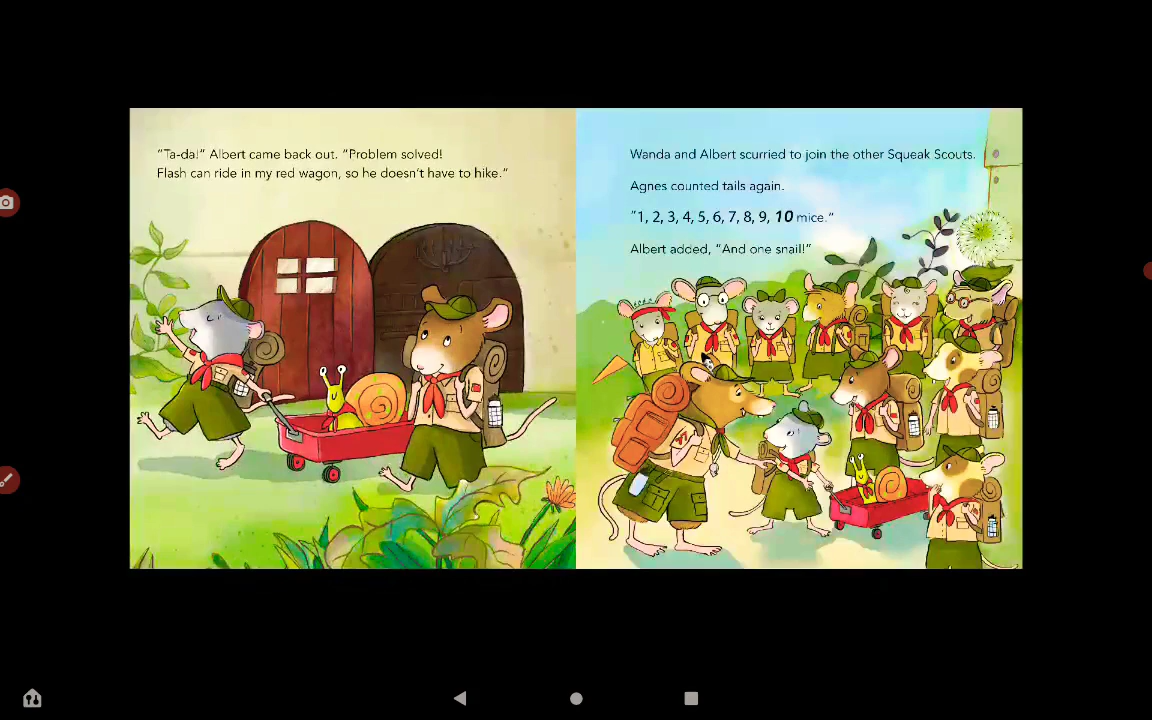 “Ta-da!” Albert came back out. “Problem solved!
Flash can ride in my red wagon, so he doesn’t have to hike.”
Wanda and Albert scurried to join the other Squeak Scouts.
Agnes counted tails again.
“1, 2, 3, 4, 5, 6, 7, 8, 9, 10 mice.”
Albert added, “And one snail!”